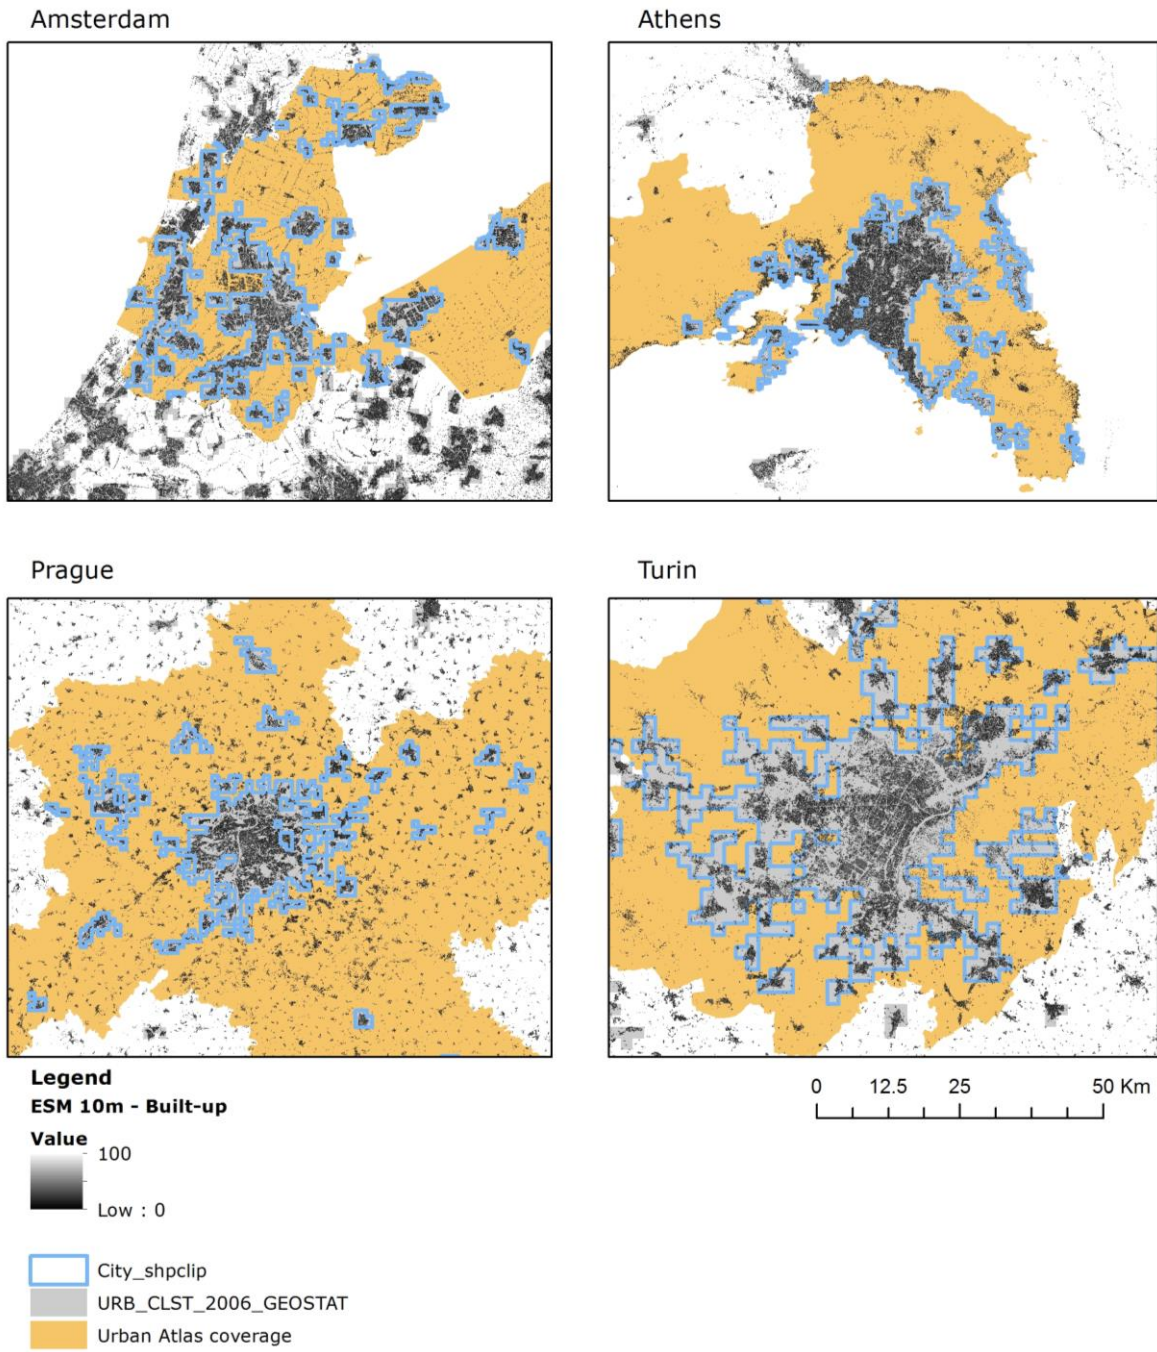 Amsterdam
Athens
Prague
Turin
Legend
ESM 10m - Built-up
Value
100
Low : 0
City_shpclip
URB_CLST_2006_GEOSTAT
Urban Atlas coverage
0 12.5 25 50 Km